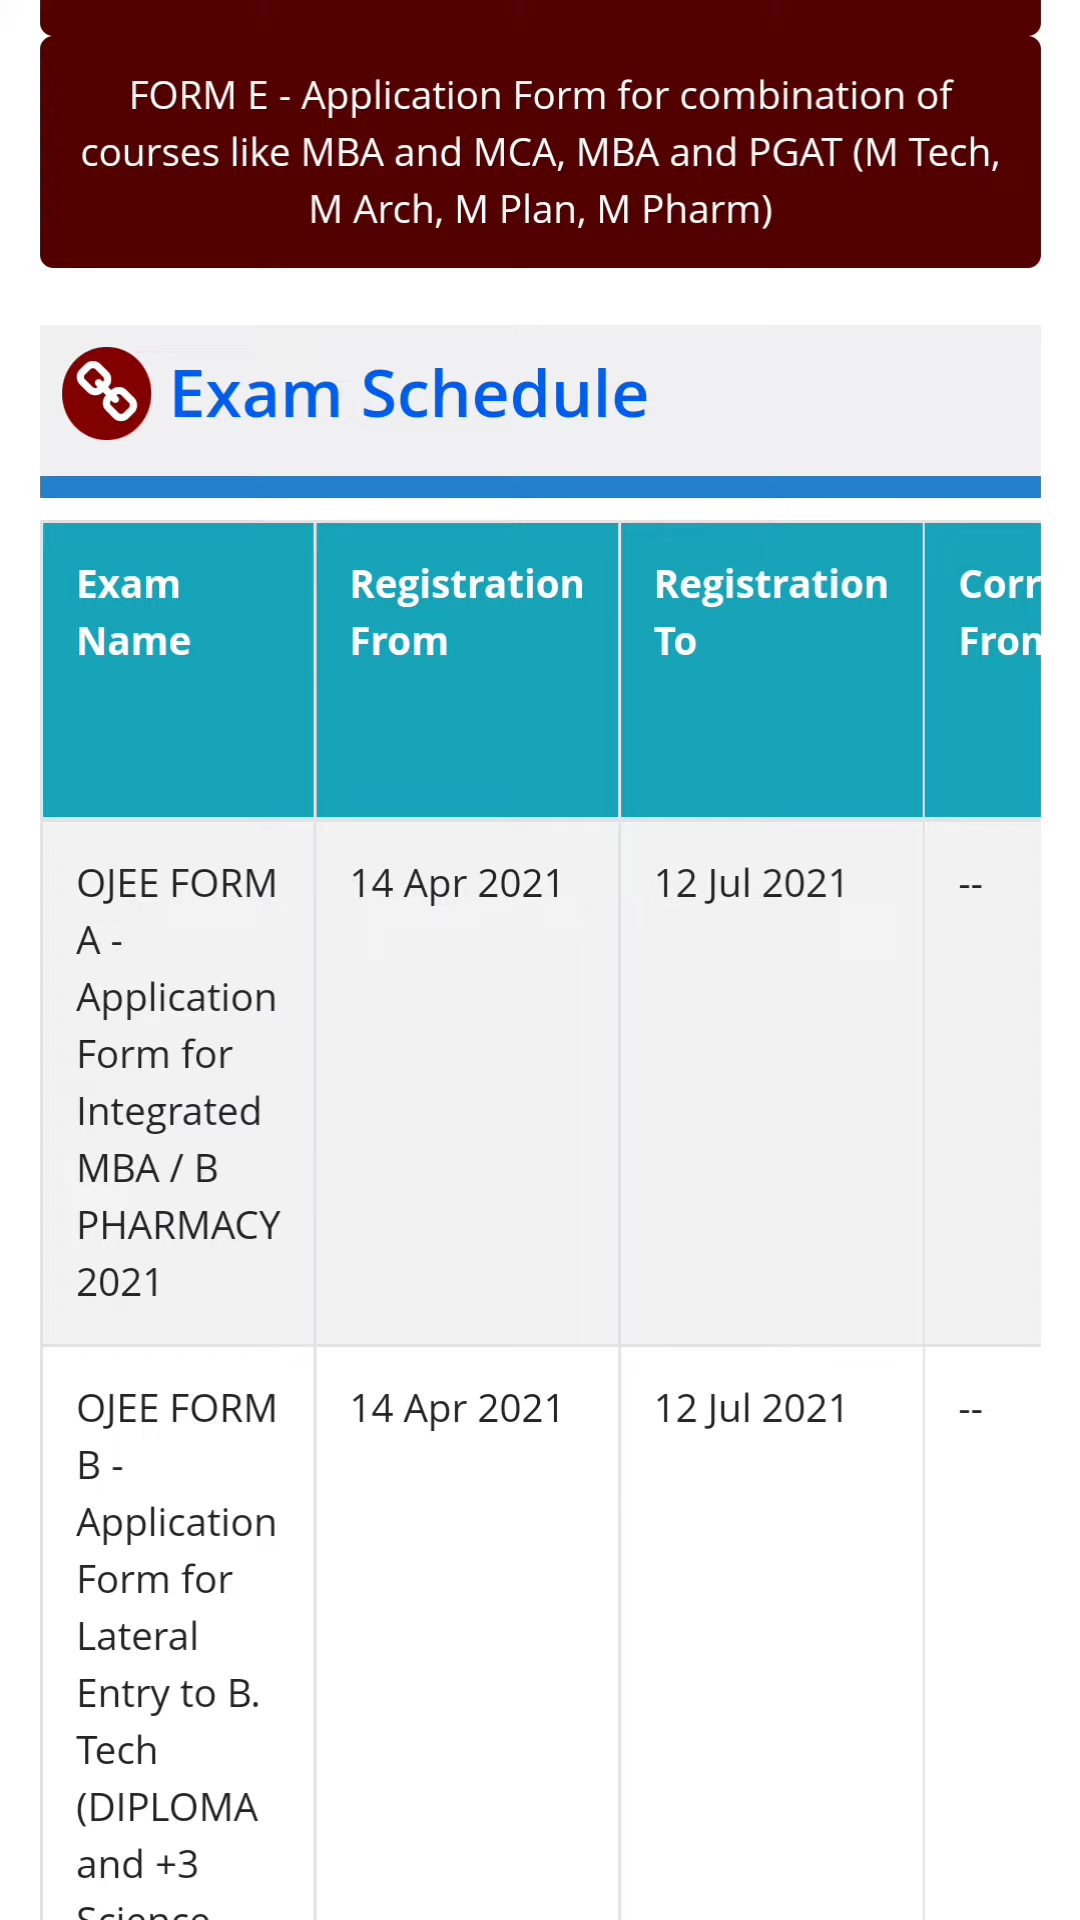 FORM E - Application Form for combination of
courses like MBA and MCA, MBA and PGAT (M Tech,
M Arch, M Plan, M Pharm)
Exam Schedule
Exam
Name
Registration
From
Registration
To
OJEE FORM
A -
Application
Form for
Integrated
MBA / B
PHARMACY
2021
14 Apr 2021
12 Jul 2021
--
OJEE FORM
B -
Application
Form for
Lateral
Entry to B.
Tech
(DIPLOMA
and +3
Science
14 Apr 2021
12 Jul 2021
--